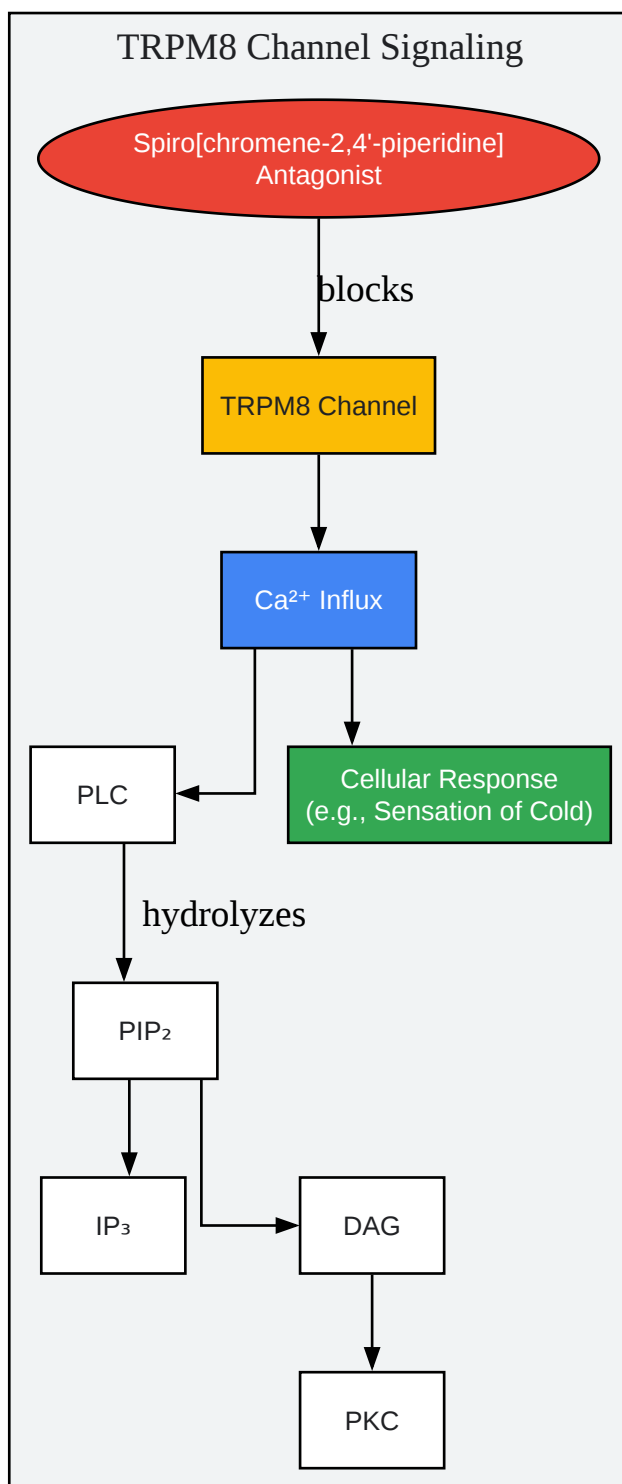 TRPM8 Channel Signaling
Spiro[chromene-2,4'-piperidine]
Antagonist
blocks
TRPM8 Channel
Ca²⁺ Influx
PLC
Cellular Response
(e.g., Sensation of Cold)
hydrolyzes
PIP₂
IP₃
DAG
PKC